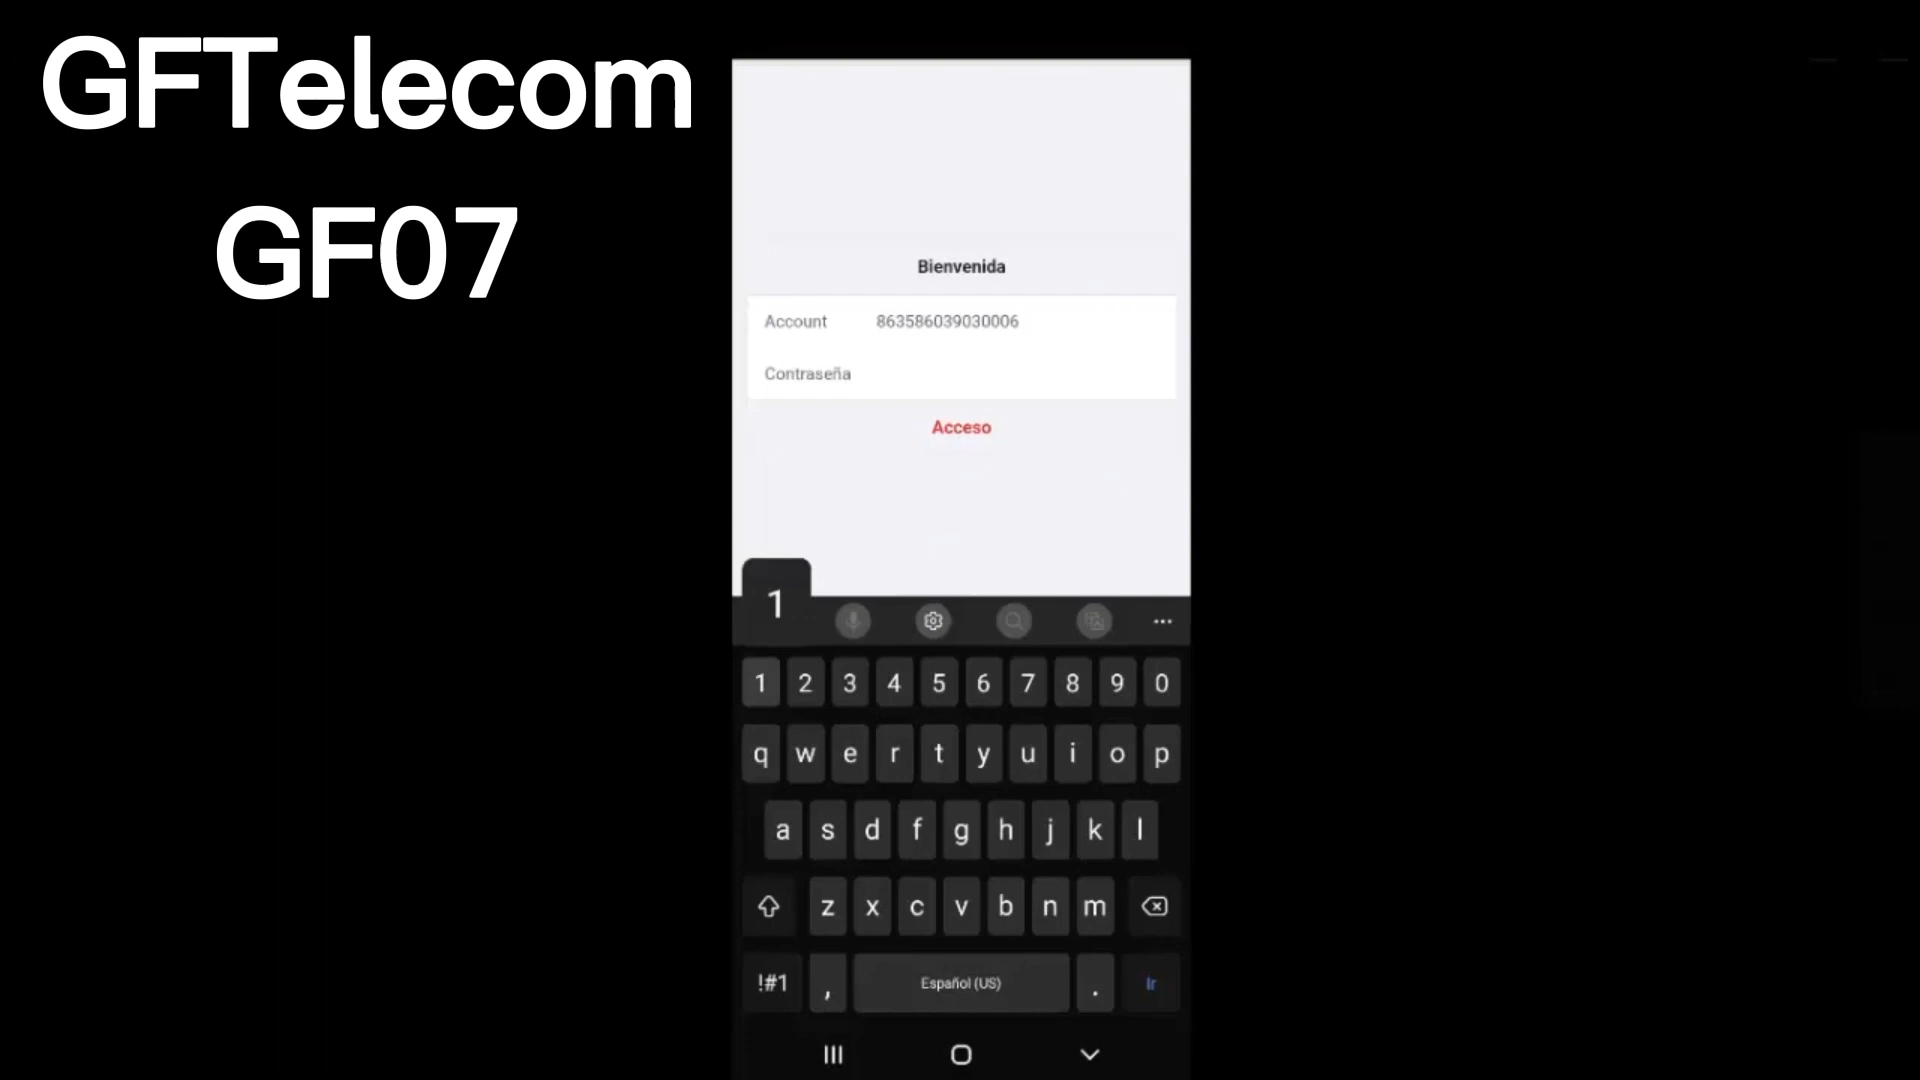 GFTelecom
GF07
Bienvenida
Account 863586039030006
Contraseña
Acceso
1
1 2 3 4 5 6 7 8 9 0
q w e r t y u i o p
a s d f g h j k l
z x c v b n m
!#1 , Español (US) . Ir